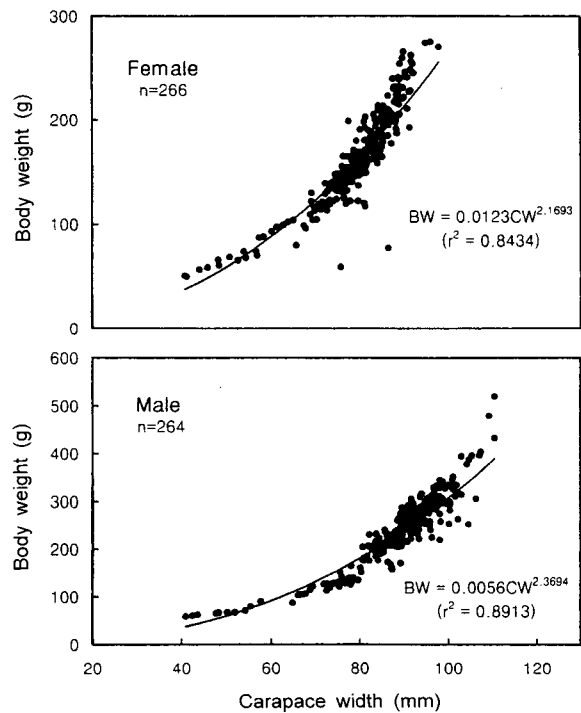 300
200
100
0
Body weight (g)
Female
n=266
BW = 0.0123CW^2.1693
(r² = 0.8434)
600
500
400
300
200
100
0
Body weight (g)
Male
n=264
BW = 0.0056CW^2.3694
(r² = 0.8913)
20 40 60 80 100 120
Carapace width (mm)